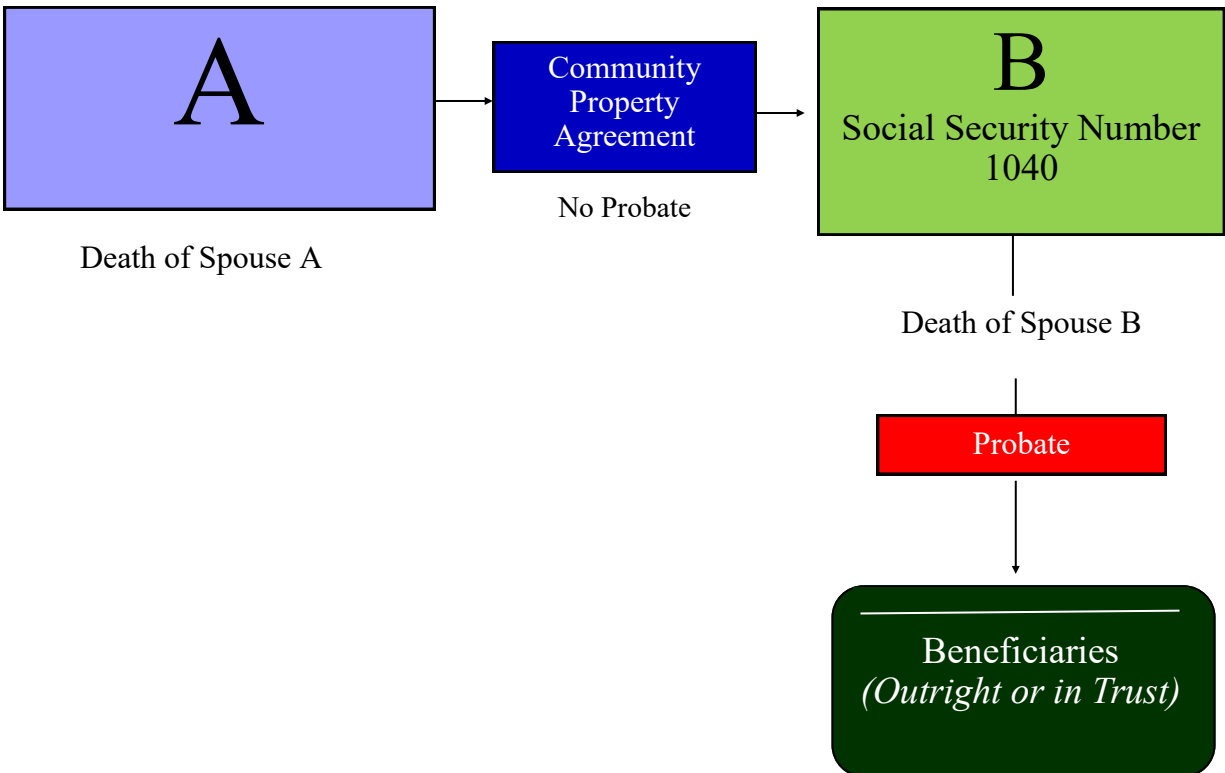 A
Death of Spouse A
Community
Property
Agreement
No Probate
B
Social Security Number
1040
Death of Spouse B
Probate
Beneficiaries
(Outright or in Trust)